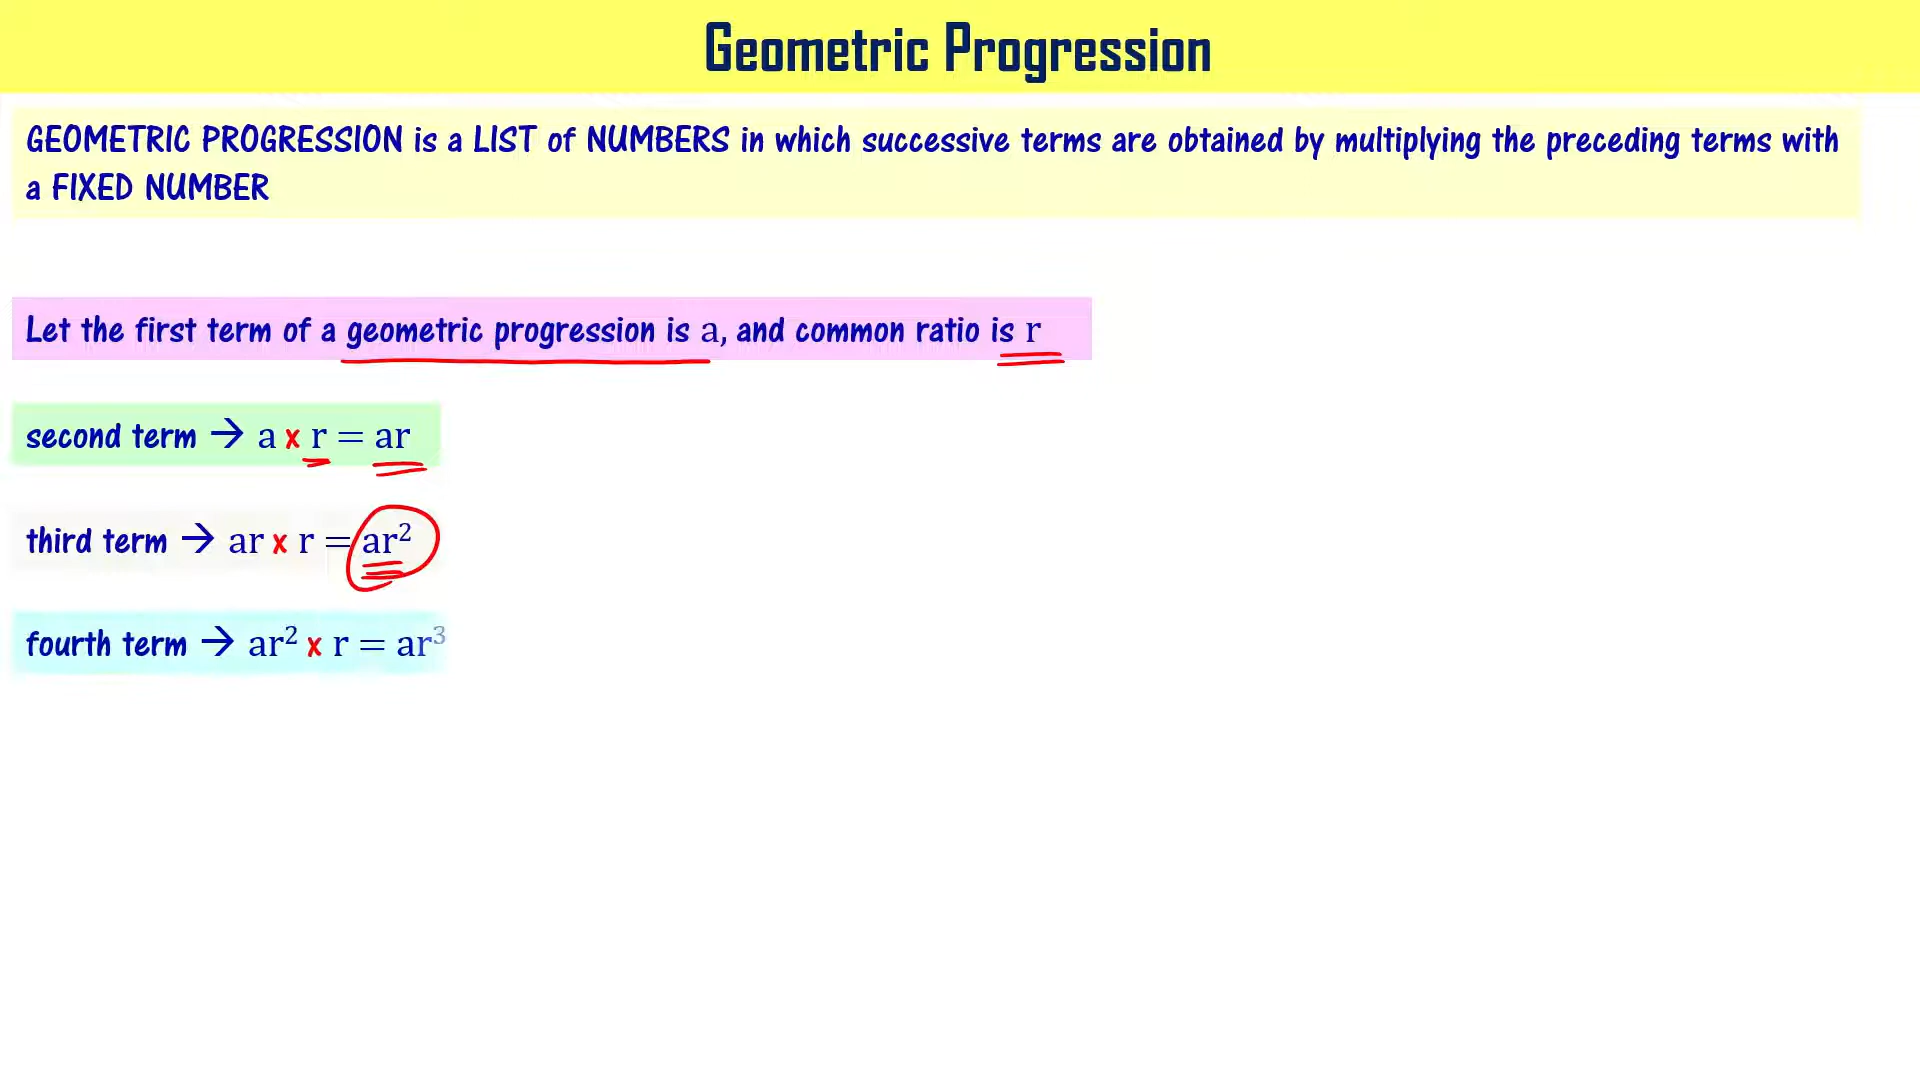 Geometric Progression
GEOMETRIC PROGRESSION is a LIST of NUMBERS in which successive terms are obtained by multiplying the preceding terms with
a FIXED NUMBER
Let the first term of a geometric progression is a, and common ratio is r
second term → a x r = ar
third term → ar x r = ar²
fourth term → ar² x r = ar³